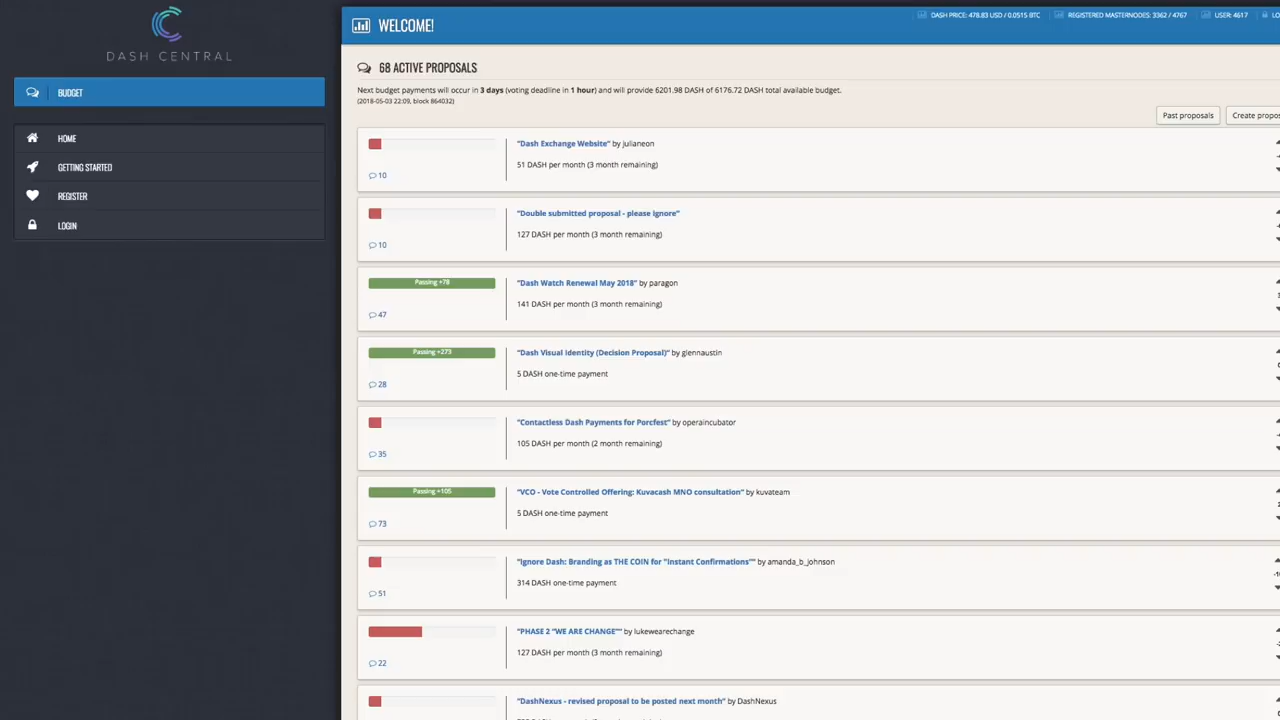 DASH CENTRAL
BUDGET
HOME
GETTING STARTED
REGISTER
LOGIN
WELCOME!
DASH PRICE: 478.83 USD / 0.0515 BTC
REGISTERED MASTERNODES: 3362 / 4767
USER: 4617
68 ACTIVE PROPOSALS
Next budget payments will occur in 3 days (voting deadline in 1 hour) and will provide 6201.98 DASH of 6176.72 DASH total available budget.
(2018-05-03 22:09, block 864032)
Past proposals
Create propos
"Dash Exchange Website" by julianeon
51 DASH per month (3 month remaining)
10
"Double submitted proposal - please ignore"
127 DASH per month (3 month remaining)
10
Passing +78
"Dash Watch Renewal May 2018" by paragon
141 DASH per month (3 month remaining)
47
Passing +273
"Dash Visual Identity (Decision Proposal)" by glennaustin
5 DASH one-time payment
28
"Contactless Dash Payments for Porcfest" by operaincubator
105 DASH per month (2 month remaining)
35
Passing +105
"VCO - Vote Controlled Offering: Kuvacash MNO consultation" by kuvateam
5 DASH one-time payment
73
"Ignore Dash: Branding as THE COIN for "Instant Confirmations"" by amanda_b_johnson
314 DASH one-time payment
51
"PHASE 2 "WE ARE CHANGE"" by lukewearechange
127 DASH per month (3 month remaining)
22
"DashNexus - revised proposal to be posted next month" by DashNexus